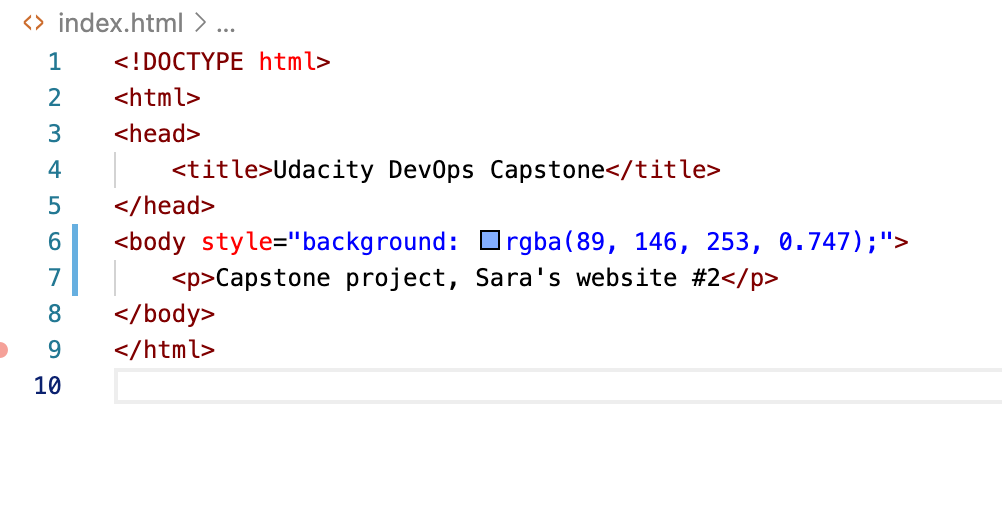 <> index.html > ...
1 <!DOCTYPE html>
2 <html>
3 <head>
4     <title>Udacity DevOps Capstone</title>
5 </head>
6 <body style="background: rgba(89, 146, 253, 0.747);">
7     <p>Capstone project, Sara's website #2</p>
8 </body>
9 </html>
10